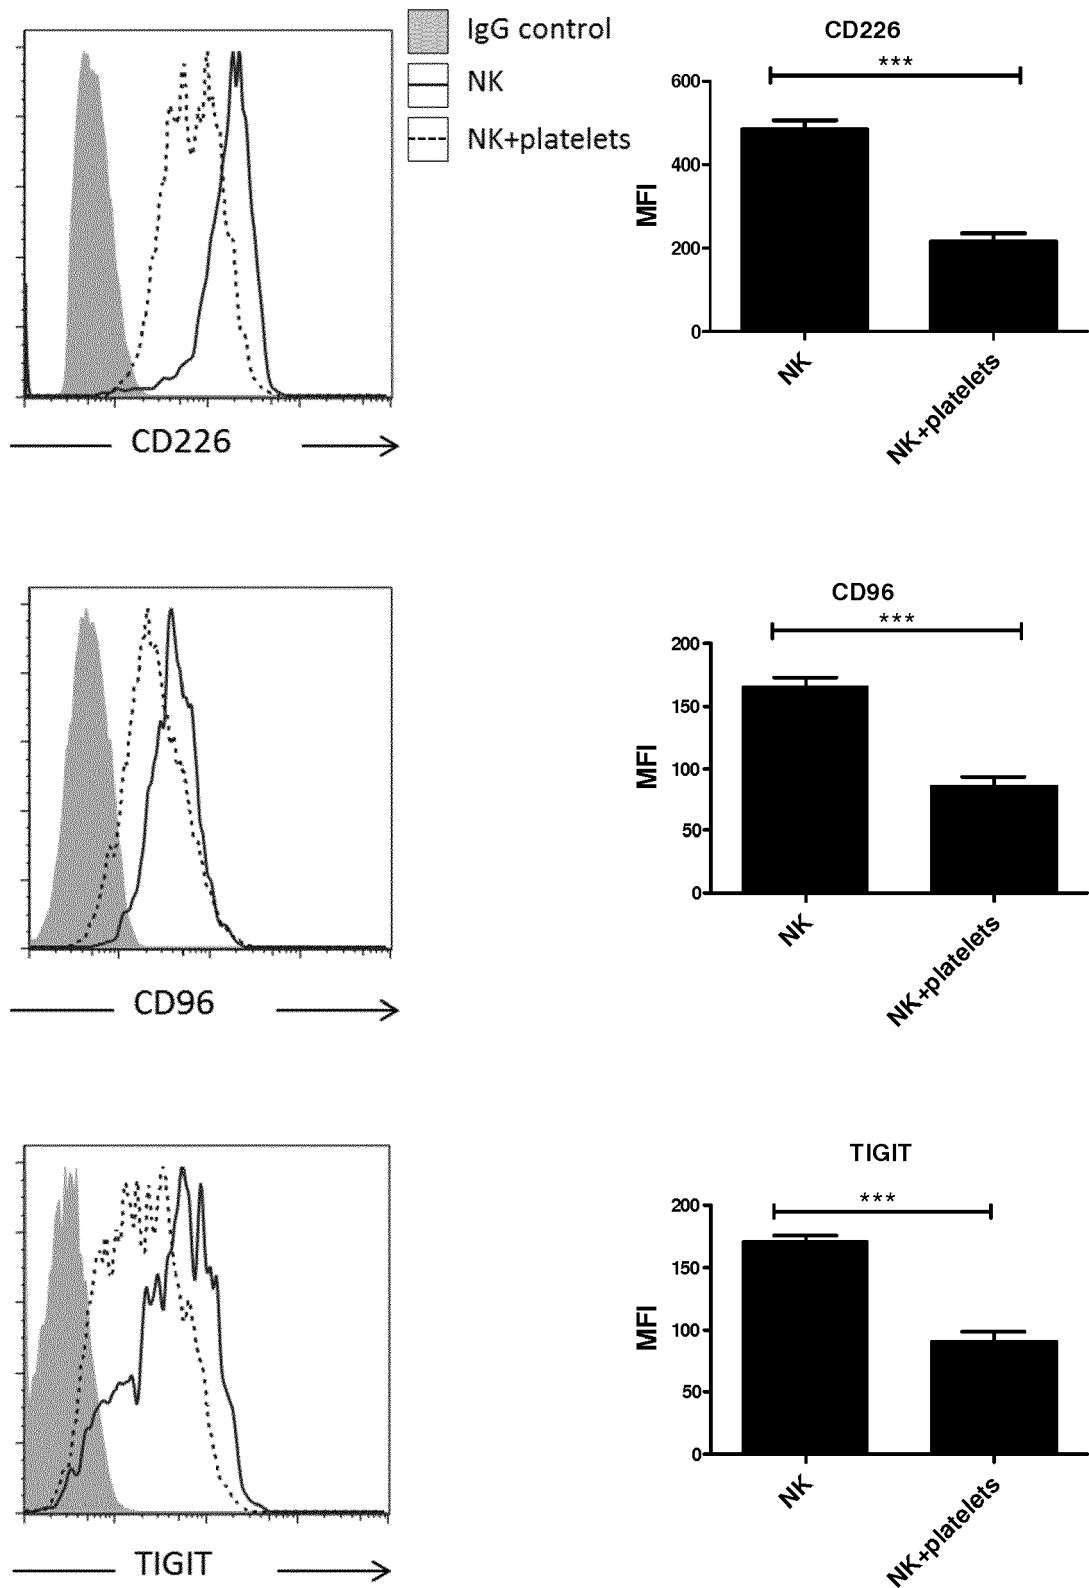 IgG control
NK
NK+platelets
CD226
CD226
***
600
400
200
0
MFI
NK
NK+platelets
CD96
CD96
***
200
150
100
50
0
MFI
NK
NK+platelets
TIGIT
TIGIT
***
200
150
100
50
0
MFI
NK
NK+platelets